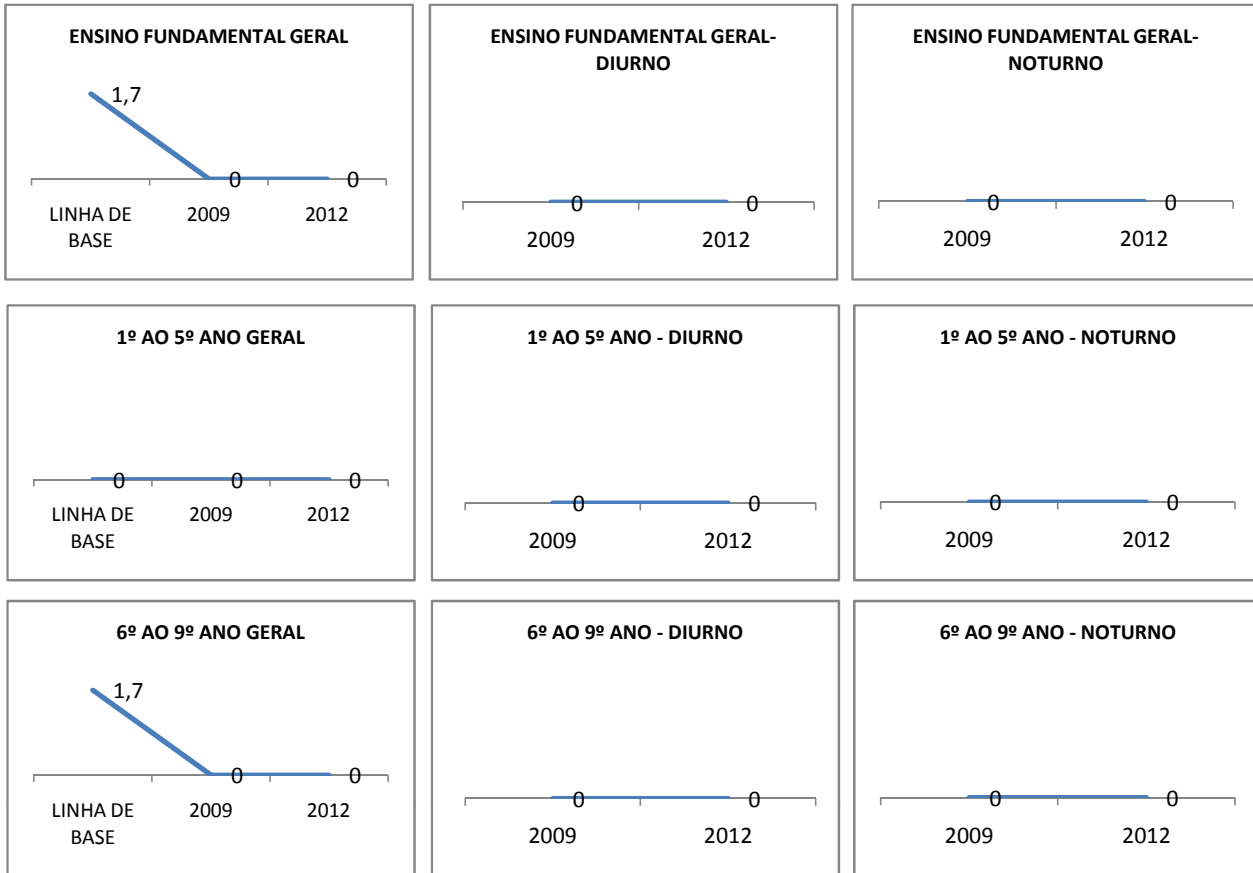 ENSINO FUNDAMENTAL GERAL
1,7
0
0
LINHA DE
BASE
2009
2012
ENSINO FUNDAMENTAL GERAL-
DIURNO
0
0
2009
2012
ENSINO FUNDAMENTAL GERAL-
NOTURNO
0
0
2009
2012
1º AO 5º ANO GERAL
0
0
0
LINHA DE
BASE
2009
2012
1º AO 5º ANO - DIURNO
0
0
2009
2012
1º AO 5º ANO - NOTURNO
0
0
2009
2012
6º AO 9º ANO GERAL
1,7
0
0
LINHA DE
BASE
2009
2012
6º AO 9º ANO - DIURNO
0
0
2009
2012
6º AO 9º ANO - NOTURNO
0
0
2009
2012